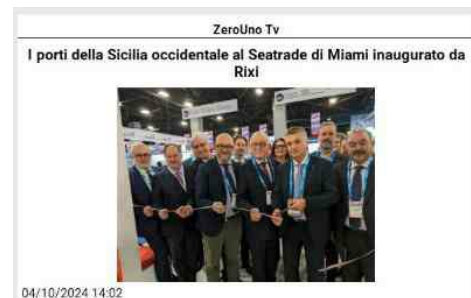 ZeroUno Tv
I porti della Sicilia occidentale al Seatrade di Miami inaugurato da
Rixi
04/10/2024 14:02